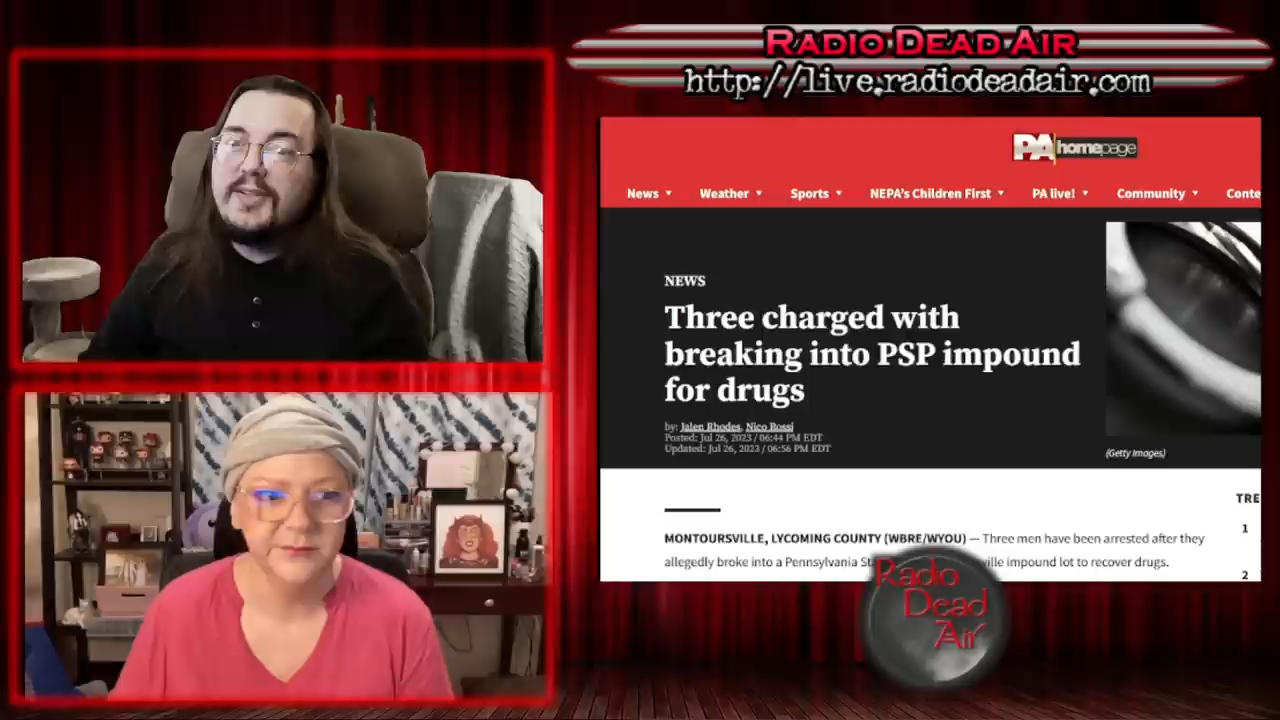 RADIO DEAD AIR
http://live.radiodeadair.com
PA homepage
News Weather Sports NEPA's Children First PA live! Community Conte
NEWS
Three charged with
breaking into PSP impound
for drugs
by: Jalen Rhodes, Nico Rossi
Posted: Jul 26, 2023 / 06:44 PM EDT
Updated: Jul 26, 2023 / 06:56 PM EDT
(Getty Images)
TRE
1
MONTOURSVILLE, LYCOMING COUNTY (WBRE/WYOU) — Three men have been arrested after they
allegedly broke into a Pennsylvania St ville impound lot to recover drugs.
2
Radio
Dead
Air